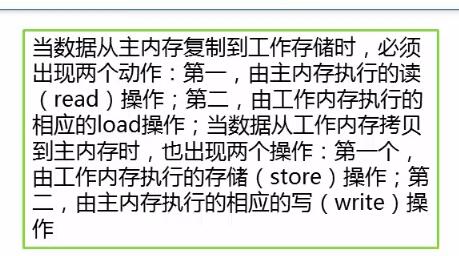 当数据从主内存复制到工作存储时，必须
出现两个动作：第一，由主内存执行的读
（read）操作；第二，由工作内存执行的
相应的load操作；当数据从工作内存拷贝
到主内存时，也出现两个操作：第一个，
由工作内存执行的存储（store）操作；第
二，由主内存执行的相应的写（write）操
作